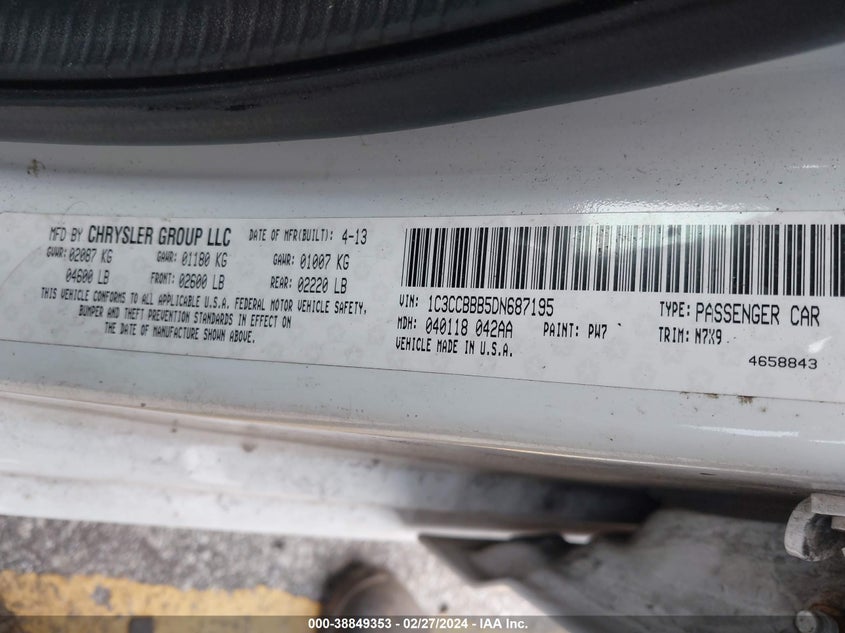 MFD BY CHRYSLER GROUP LLC DATE OF MFR(BUILT): 4-13
GVWR: 02087 KG GAWR: 01180 KG GAWR: 01007 KG
04600 LB FRONT: 02600 LB REAR: 02220 LB
THIS VEHICLE CONFORMS TO ALL APPLICABLE U.S.A. FEDERAL MOTOR VEHICLE SAFETY,
BUMPER AND THEFT PREVENTION STANDARDS IN EFFECT ON
THE DATE OF MANUFACTURE SHOWN ABOVE.
VIN: 1C3CCBBB5DN687195 TYPE: PASSENGER CAR
MDH: 040118 042AA PAINT: PW7 TRIM: N7X9
VEHICLE MADE IN U.S.A.
4658843
000-38849353 — 02/27/2024 — IAA Inc.